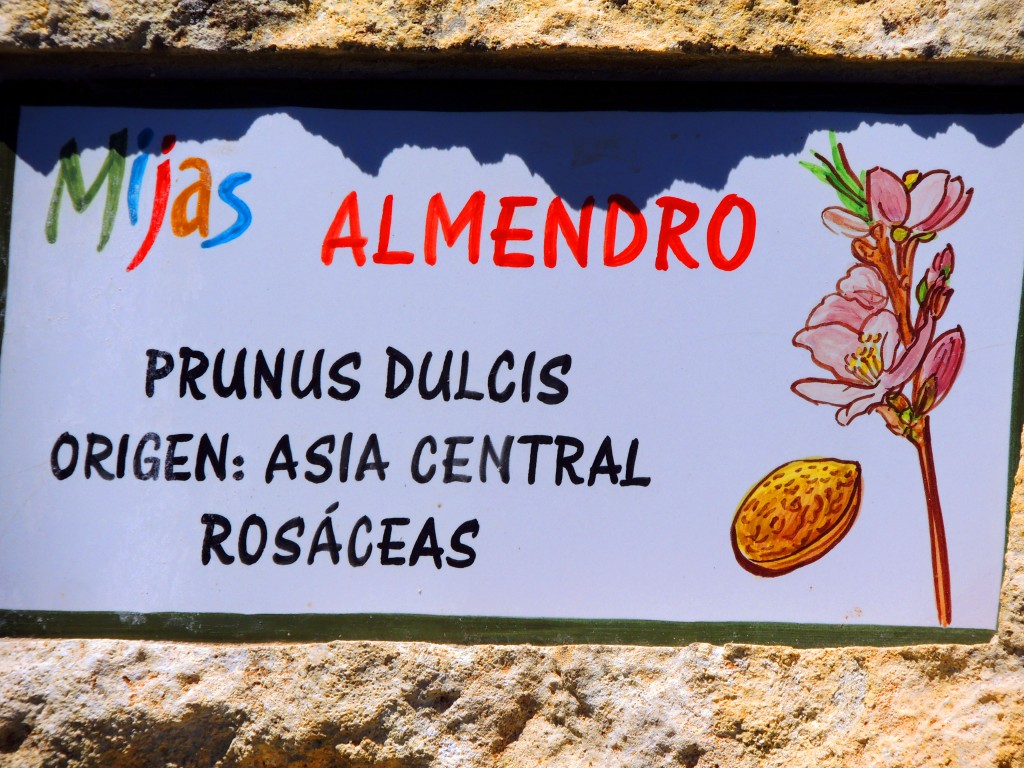 Mijas
ALMENDRO
PRUNUS DULCIS
ORIGEN: ASIA CENTRAL
ROSÁCEAS